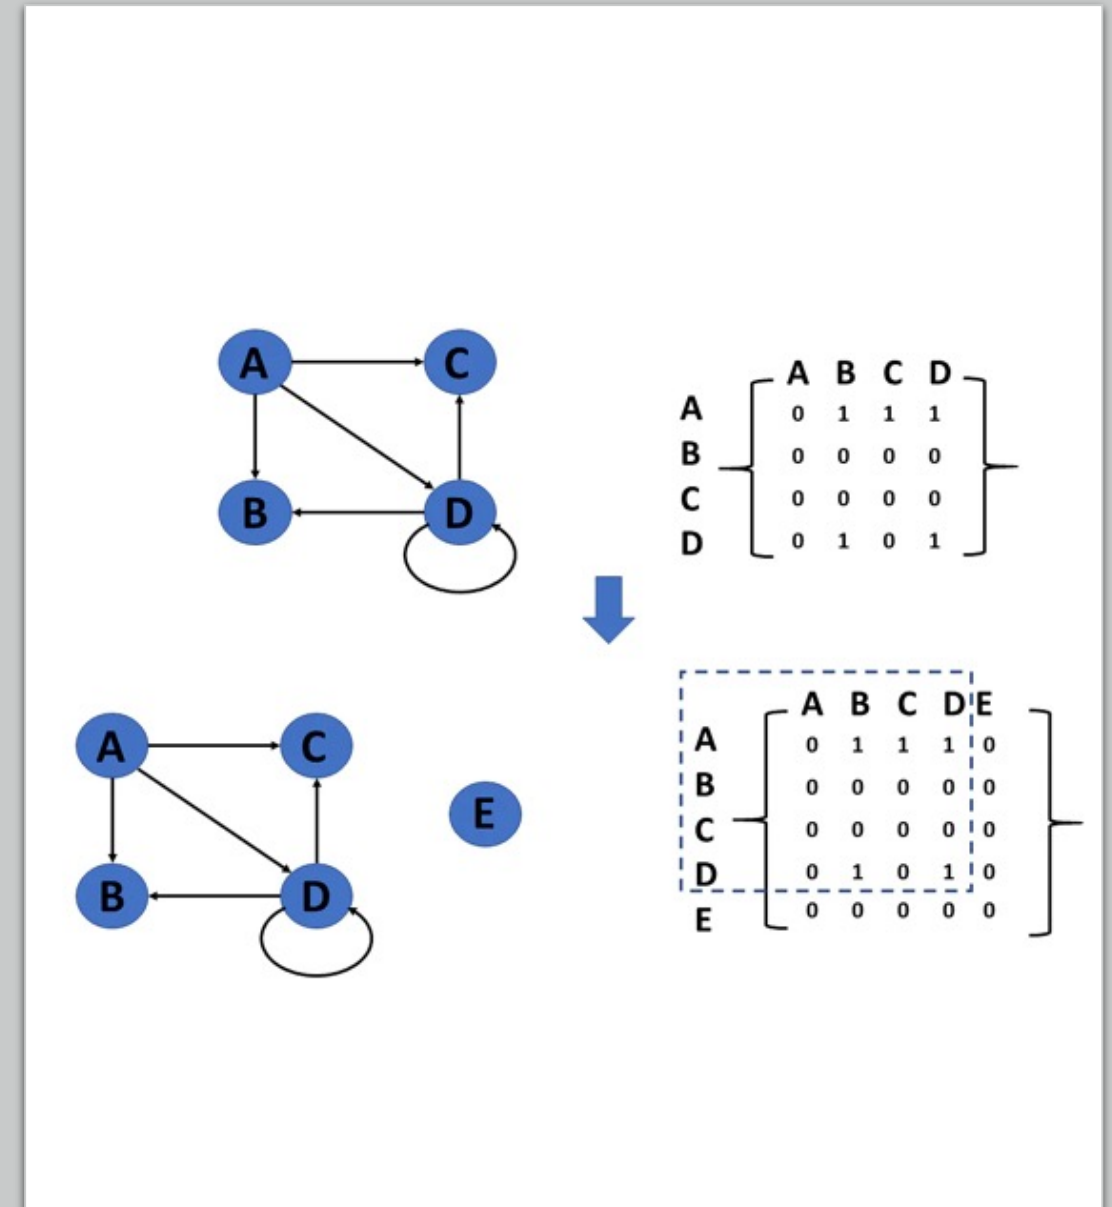 A C
B D
A B C D
A 0 1 1 1
B 0 0 0 0
C 0 0 0 0
D 0 1 0 1
A C
E
B D
A B C D E
A 0 1 1 1 0
B 0 0 0 0 0
C 0 0 0 0 0
D 0 1 0 1 0
E 0 0 0 0 0